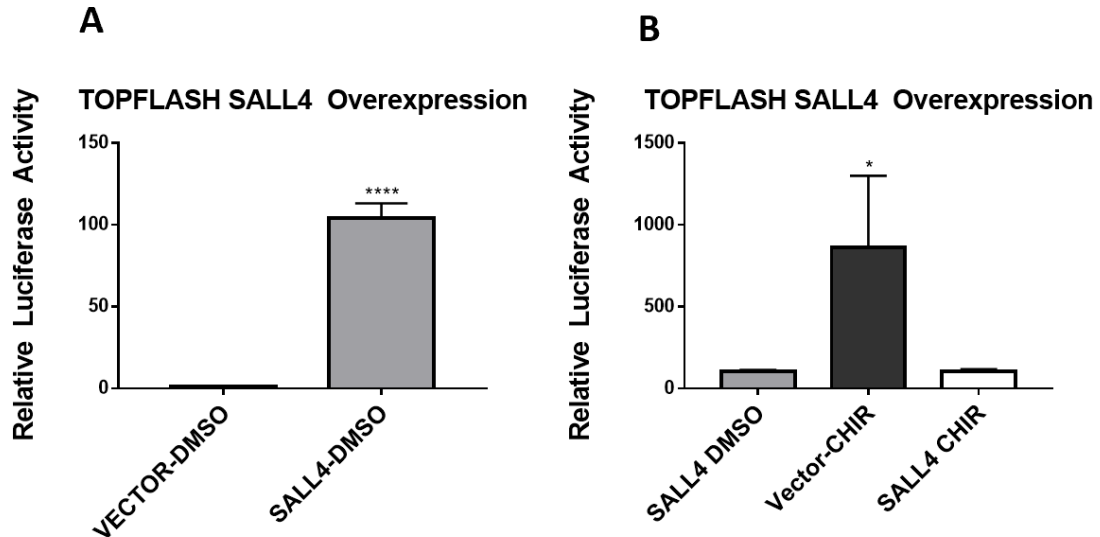 A
TOPFLASH SALL4 Overexpression
Relative Luciferase Activity
150
100
50
0
****
VECTOR-DMSO
SALL4-DMSO
B
TOPFLASH SALL4 Overexpression
Relative Luciferase Activity
1500
1000
500
0
*
SALL4 DMSO
Vector-CHIR
SALL4 CHIR